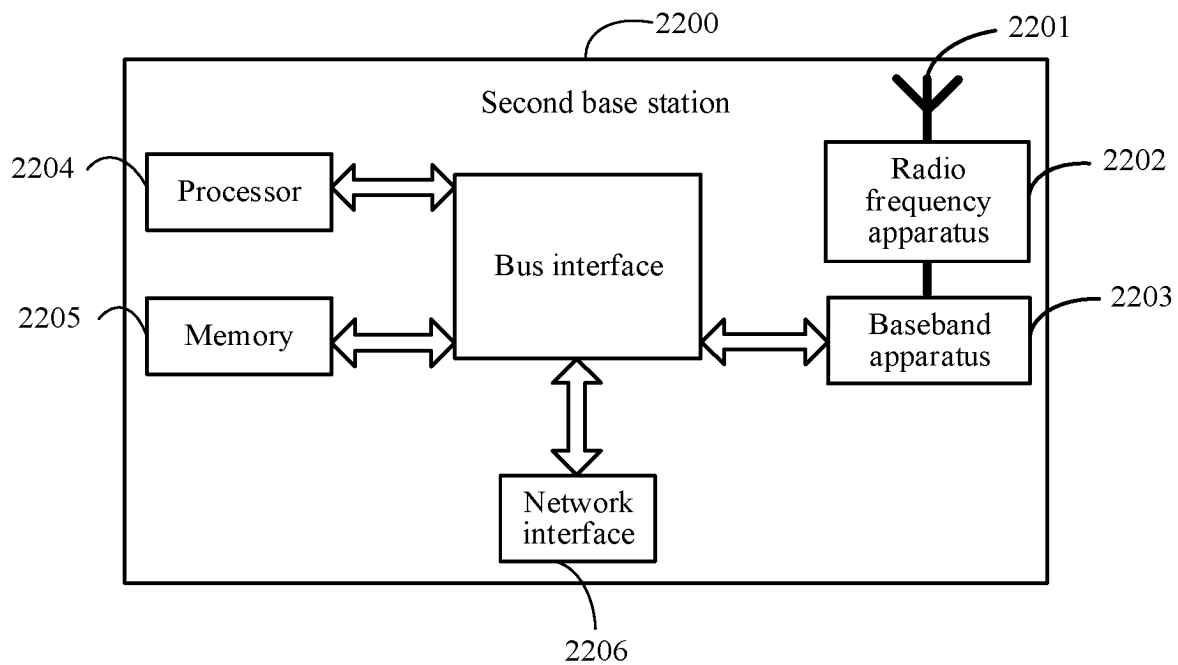 2200
2201
Second base station
2204
Processor
Radio
frequency
apparatus
2202
Bus interface
2205
Memory
Baseband
apparatus
2203
Network
interface
2206